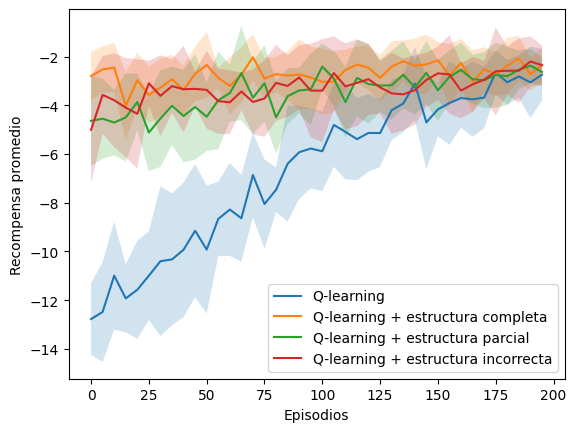 −2
−4
−6
−8
−10
−12
−14
Recompensa promedio
Q-learning
Q-learning + estructura completa
Q-learning + estructura parcial
Q-learning + estructura incorrecta
0 25 50 75 100 125 150 175 200
Episodios